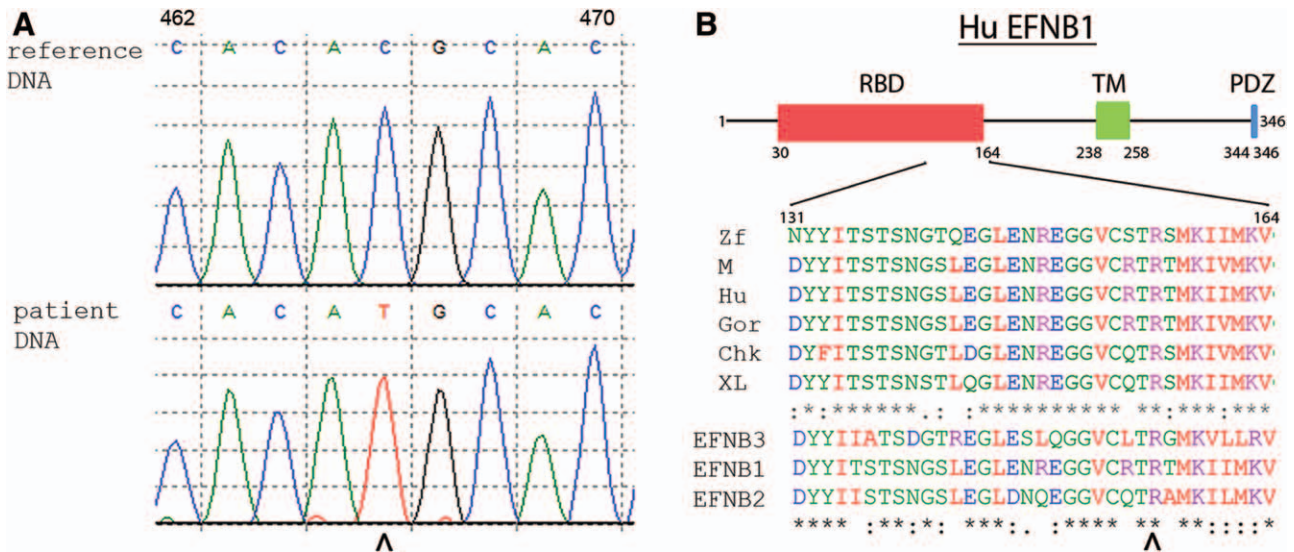 A
462 470
reference DNA
C A C A C G C A C
patient DNA
C A C A T G C A C
^
B
Hu EFNB1
RBD TM PDZ
1 346
30 164 238 258 344 346
131 164
Zf NYYITSTSNGTQEGLENREGGVCSTRSMKIIMKV
M DYYITSTSNGSLEGLENREGGVCRTRTMKIVMKV
Hu DYYITSTSNGSLEGLENREGGVCRTRTMKIIMKV
Gor DYYITSTSNGSLEGLENREGGVCRTRTMKIIMKV
Chk DYFITSTSNGTLDGLENREGGVCQTRSMKIVMKV
XL DYYITSTSNSTLQGLENREGGVCQTRSMKIIMKV
:*:******.: :********** **:***:***
EFNB3 DYYIIATSDGTREGLESLQGGVCLTRGMKVLLRV
EFNB1 DYYITSTSNGSLEGLENREGGVCRTRTMKIIMKV
EFNB2 DYYIISTSNGSLEGLDNQEGGVCQTRAMKILMKV
**** :**:*: ***:. :***** ** **::::*
^